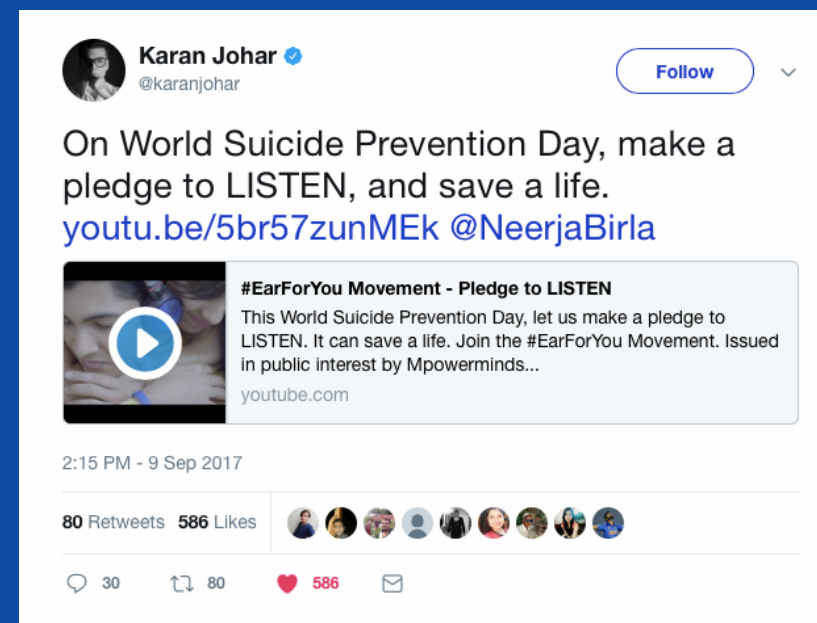 Karan Johar
@karanjohar
Follow
On World Suicide Prevention Day, make a
pledge to LISTEN, and save a life.
youtu.be/5br57zunMEk @NeerjaBirla
#EarForYou Movement - Pledge to LISTEN
This World Suicide Prevention Day, let us make a pledge to
LISTEN. It can save a life. Join the #EarForYou Movement. Issued
in public interest by Mpowerminds...
youtube.com
2:15 PM - 9 Sep 2017
80 Retweets 586 Likes
30 80 586